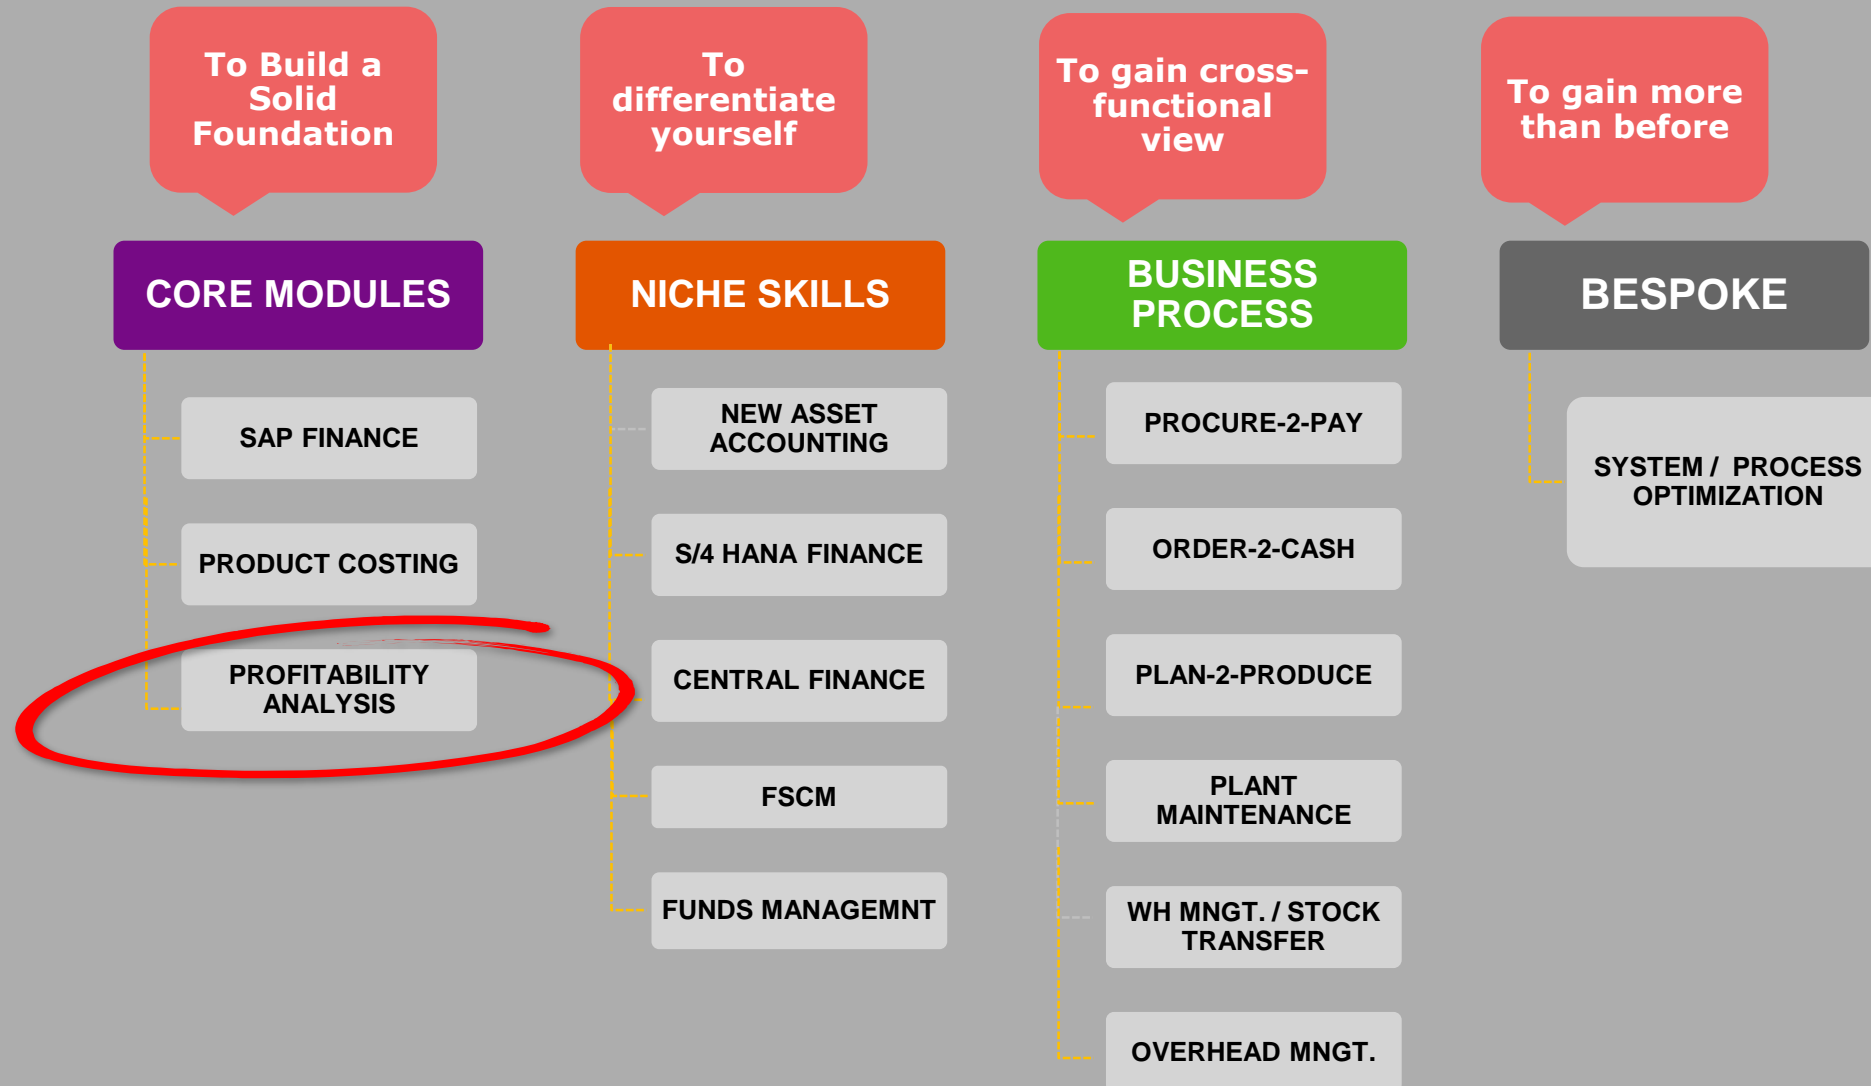 To Build a
Solid
Foundation
To
differentiate
yourself
To gain cross-
functional
view
To gain more
than before
CORE MODULES
NICHE SKILLS
BUSINESS
PROCESS
BESPOKE
SAP FINANCE
PRODUCT COSTING
PROFITABILITY
ANALYSIS
NEW ASSET
ACCOUNTING
S/4 HANA FINANCE
CENTRAL FINANCE
FSCM
FUNDS MANAGEMNT
PROCURE-2-PAY
ORDER-2-CASH
PLAN-2-PRODUCE
PLANT
MAINTENANCE
WH MNGT. / STOCK
TRANSFER
OVERHEAD MNGT.
SYSTEM / PROCESS
OPTIMIZATION